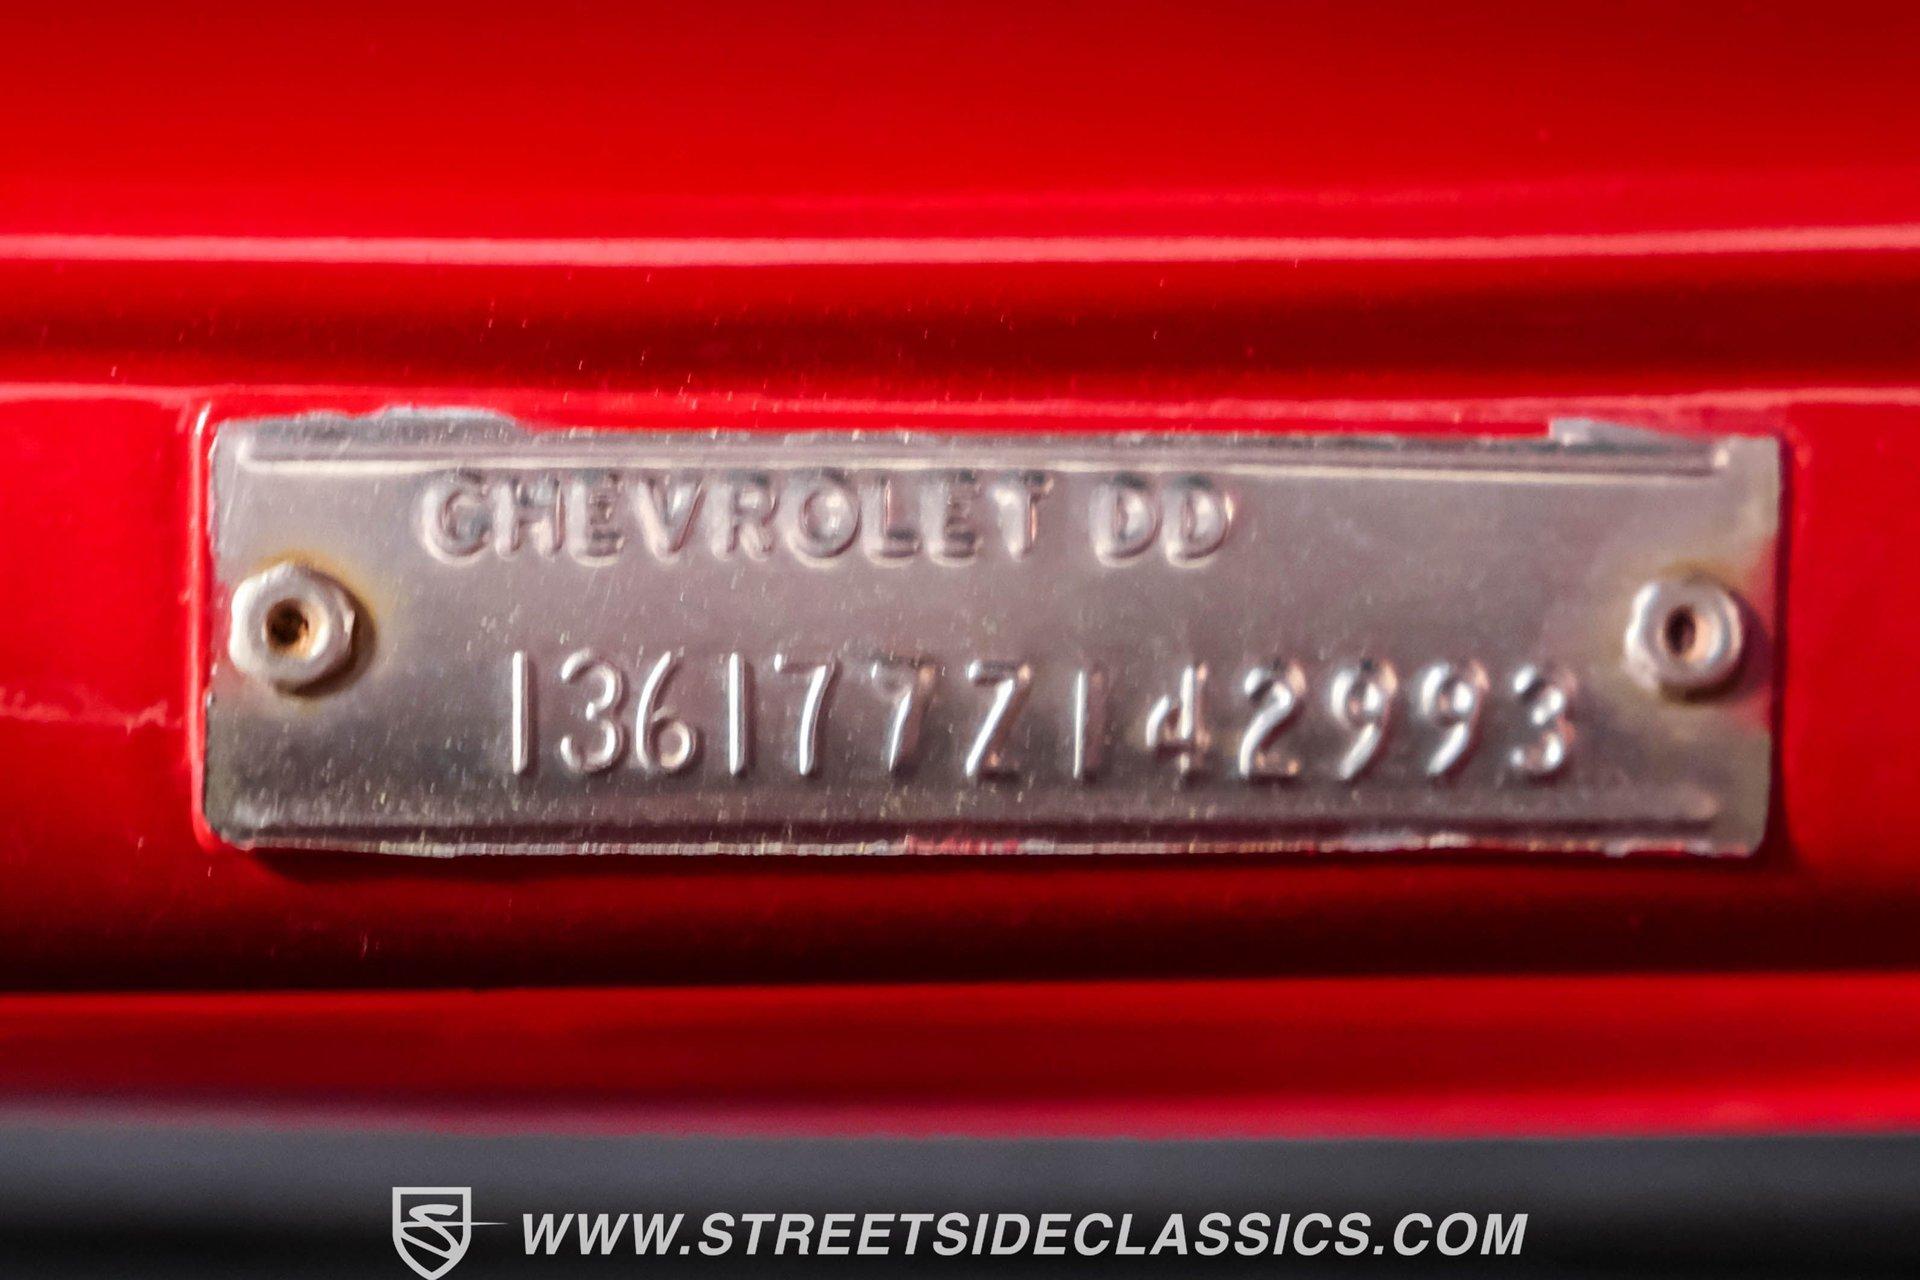 CHEVROLET DD
136177Z142993
WWW.STREETSIDECLASSICS.COM